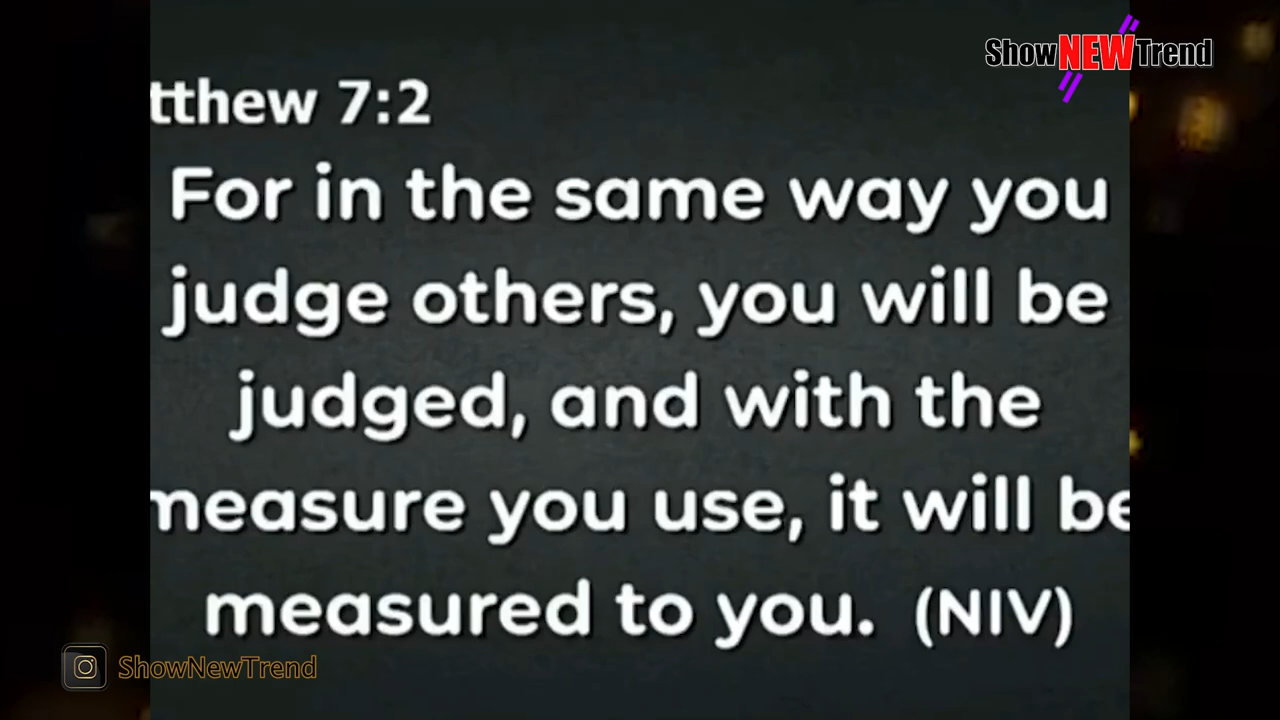 ShowNEWTrend
tthew 7:2
For in the same way you
judge others, you will be
judged, and with the
measure you use, it will be
measured to you. (NIV)
ShowNewTrend